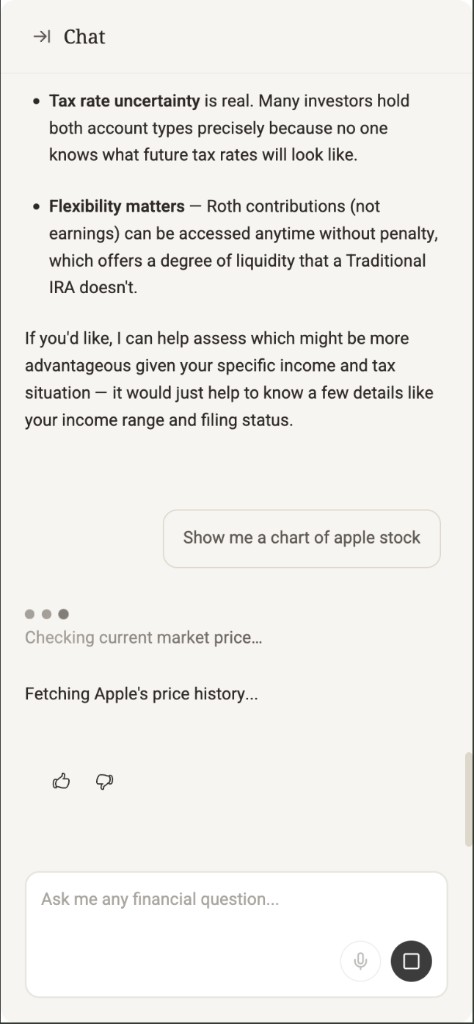 Chat
• Tax rate uncertainty is real. Many investors hold
both account types precisely because no one
knows what future tax rates will look like.
• Flexibility matters — Roth contributions (not
earnings) can be accessed anytime without penalty,
which offers a degree of liquidity that a Traditional
IRA doesn't.
If you'd like, I can help assess which might be more
advantageous given your specific income and tax
situation — it would just help to know a few details like
your income range and filing status.
Show me a chart of apple stock
Checking current market price...
Fetching Apple's price history...
Ask me any financial question...